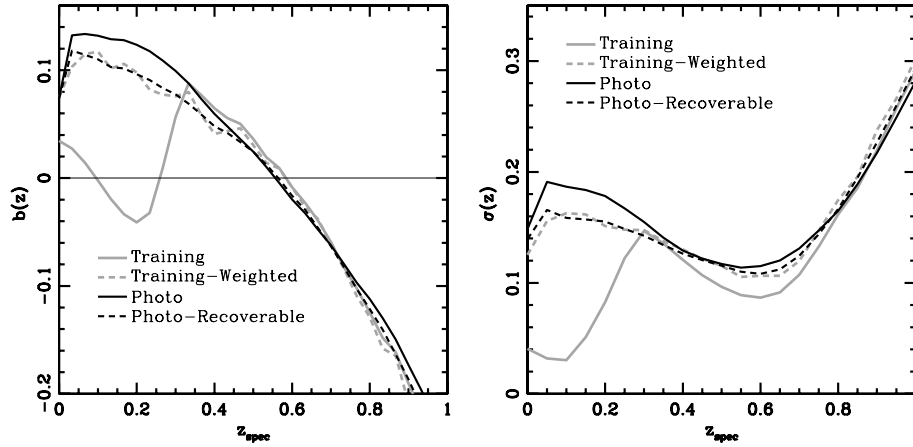 0.1
0
−0.1
−0.2
b(z)
Training
Training−Weighted
Photo
Photo−Recoverable
0 0.2 0.4 0.6 0.8 1
z_spec
0.3
0.2
0.1
0
σ(z)
Training
Training−Weighted
Photo
Photo−Recoverable
0 0.2 0.4 0.6 0.8
z_spec